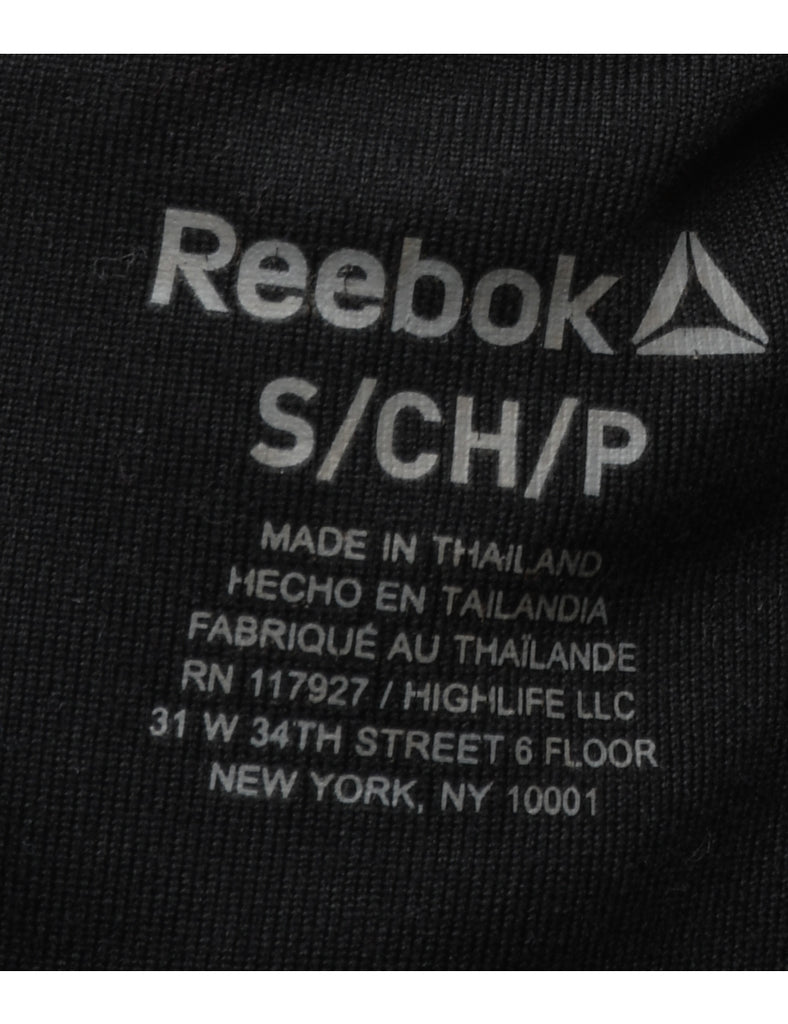 Reebok
S/CH/P
MADE IN THAILAND
HECHO EN TAILANDIA
FABRIQUÉ AU THAÏLANDE
RN 117927 / HIGHLIFE LLC
31 W 34TH STREET 6 FLOOR
NEW YORK, NY 10001